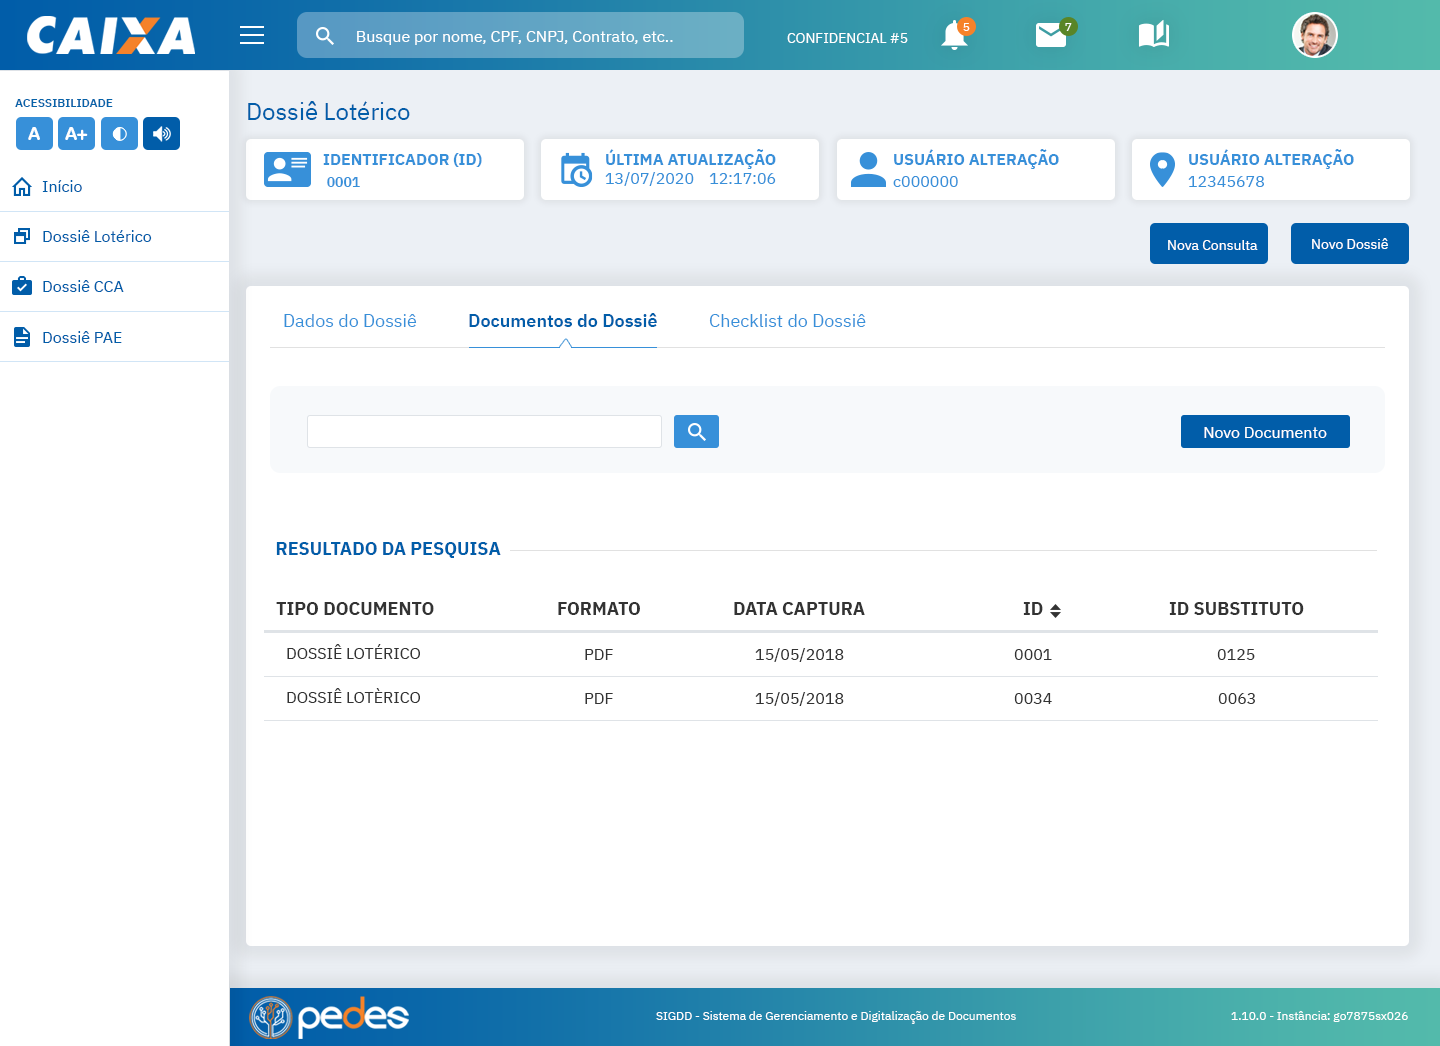 CAIXA
Busque por nome, CPF, CNPJ, Contrato, etc..
CONFIDENCIAL #5
5
7
ACESSIBILIDADE
A
A+
Início
Dossiê Lotérico
Dossiê CCA
Dossiê PAE
Dossiê Lotérico
IDENTIFICADOR (ID)
0001
ÚLTIMA ATUALIZAÇÃO
13/07/2020 12:17:06
USUÁRIO ALTERAÇÃO
c000000
USUÁRIO ALTERAÇÃO
12345678
Nova Consulta
Novo Dossiê
Dados do Dossiê
Documentos do Dossiê
Checklist do Dossiê
Novo Documento
RESULTADO DA PESQUISA
TIPO DOCUMENTO FORMATO DATA CAPTURA ID ID SUBSTITUTO
DOSSIÊ LOTÉRICO PDF 15/05/2018 0001 0125
DOSSIÊ LOTÈRICO PDF 15/05/2018 0034 0063
pedes
SIGDD - Sistema de Gerenciamento e Digitalização de Documentos
1.10.0 - Instância: go7875sx026